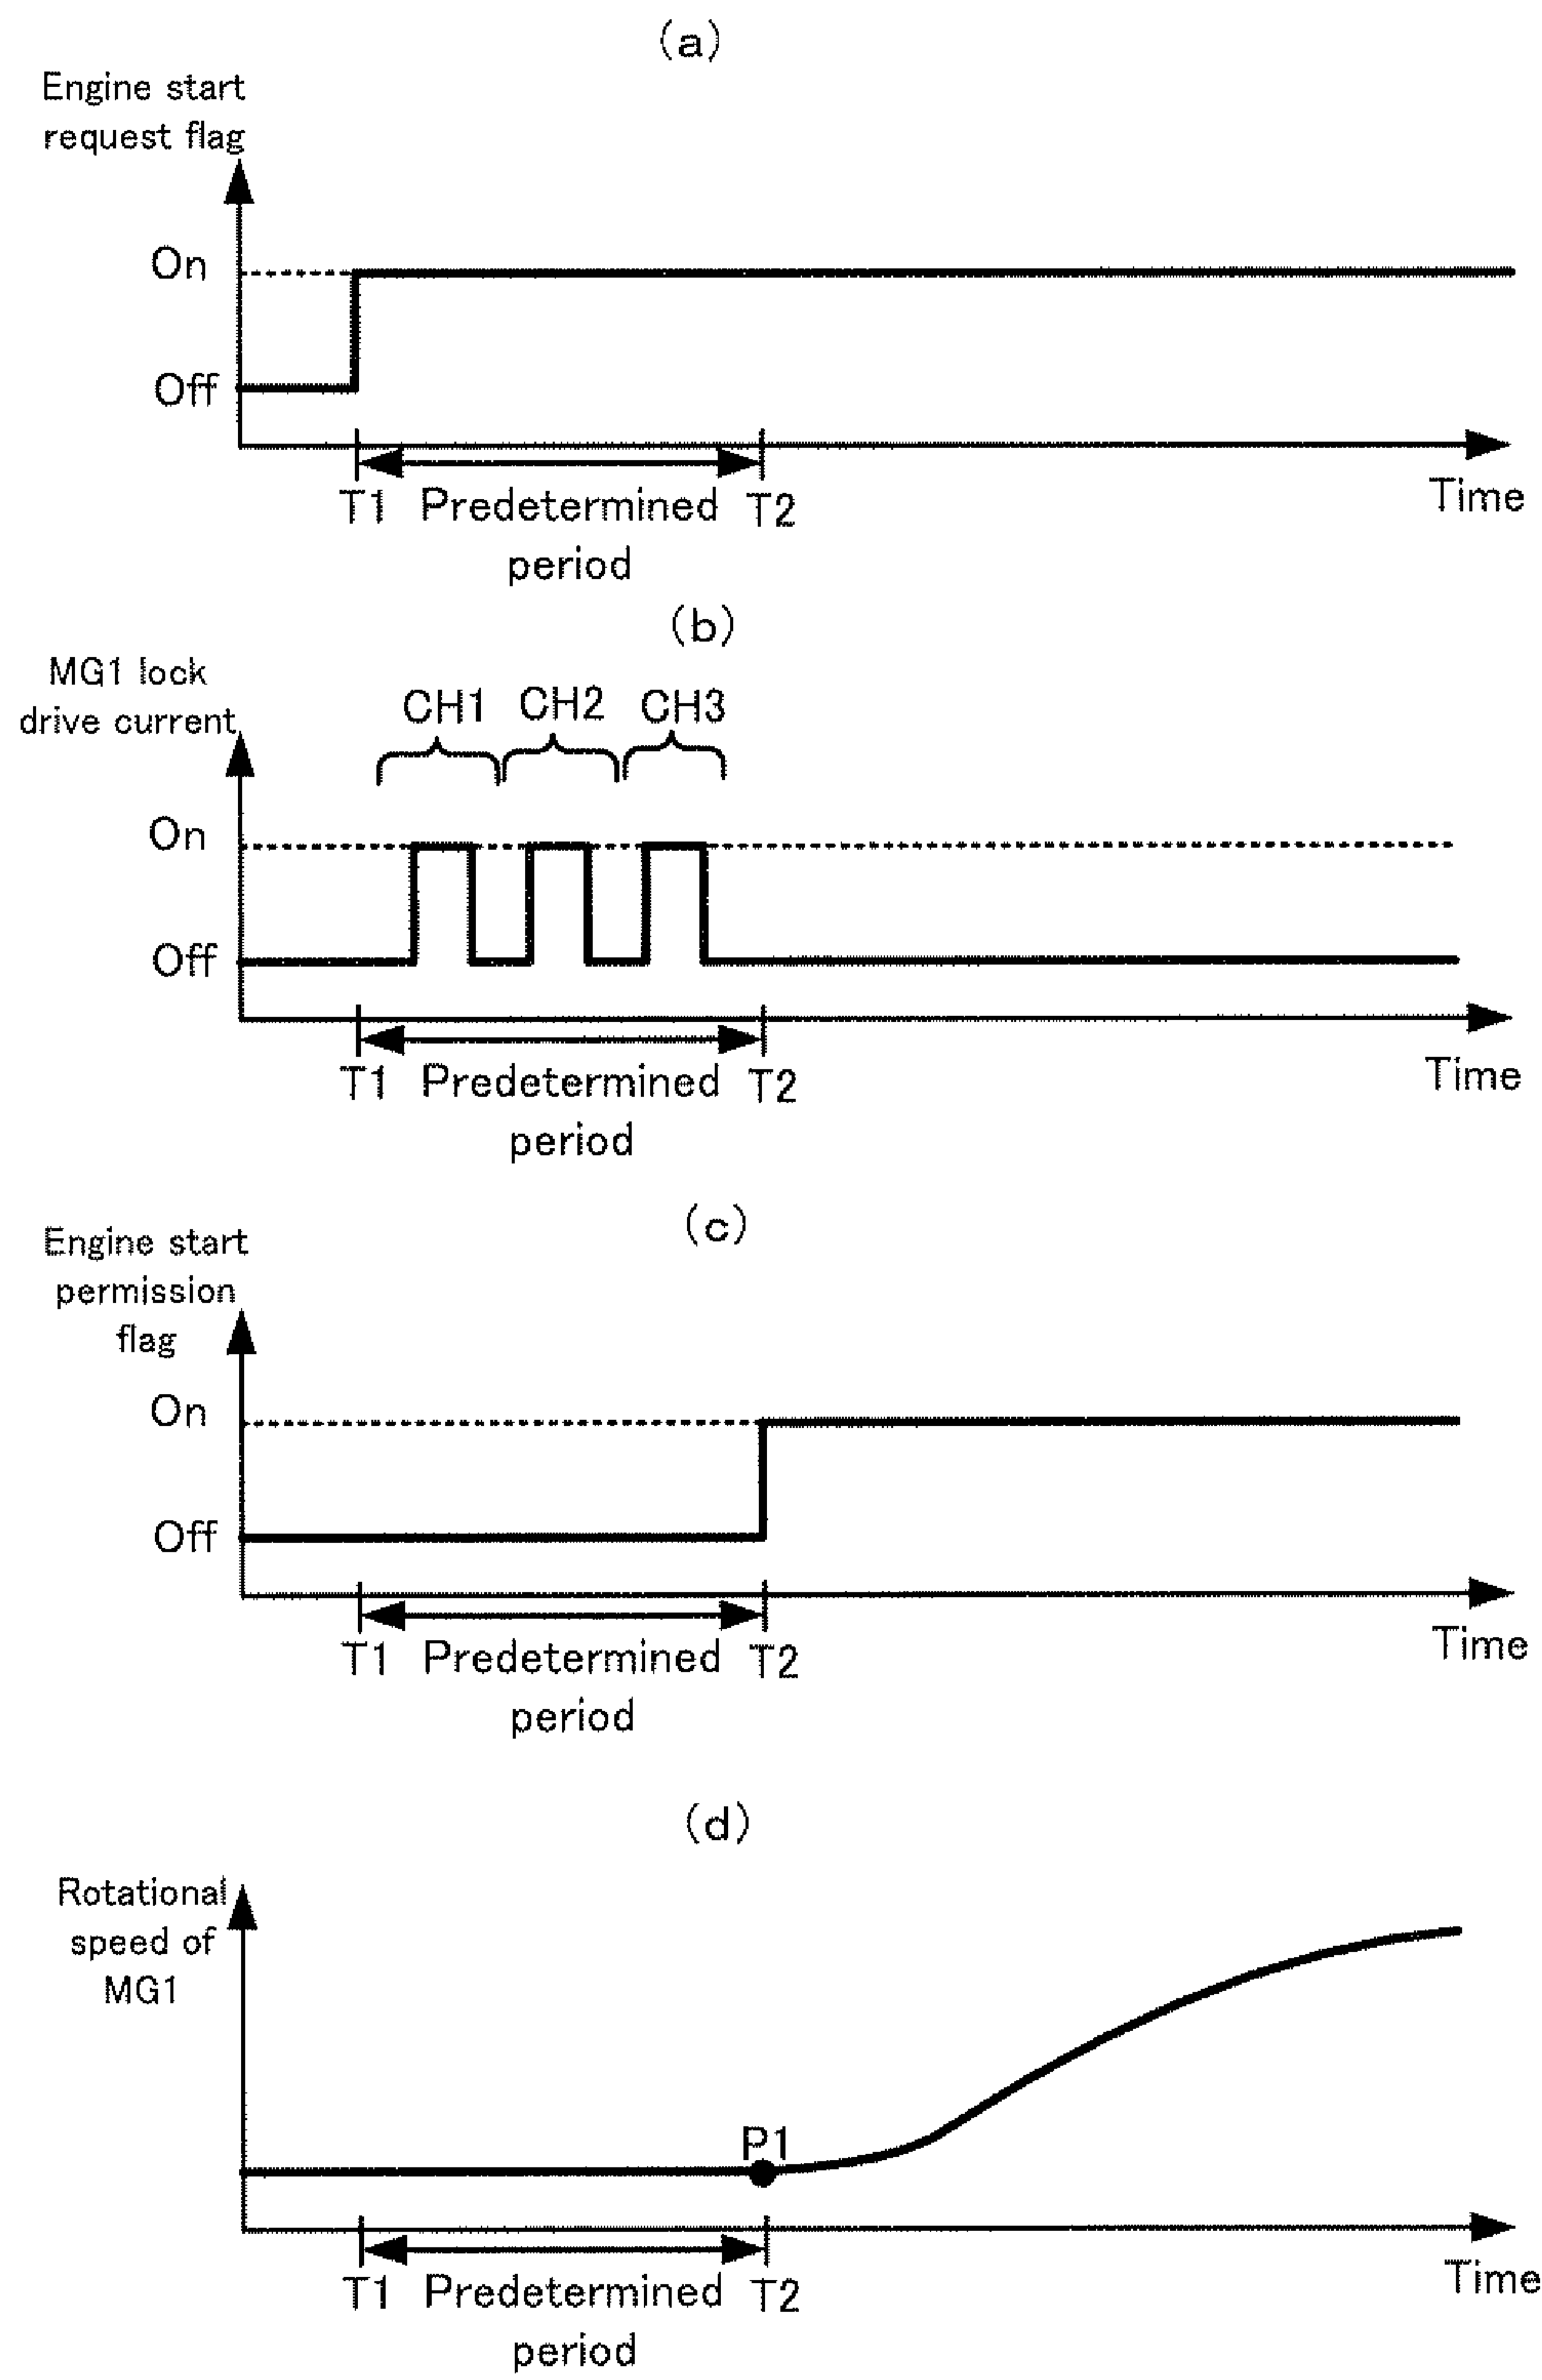 (a)
Engine start
request flag
On
Off
T1 Predetermined T2 Time
period
(b)
MG1 lock
drive current
CH1 CH2 CH3
On
Off
T1 Predetermined T2 Time
period
(c)
Engine start
permission
flag
On
Off
T1 Predetermined T2 Time
period
(d)
Rotational
speed of
MG1
P1
T1 Predetermined T2 Time
period